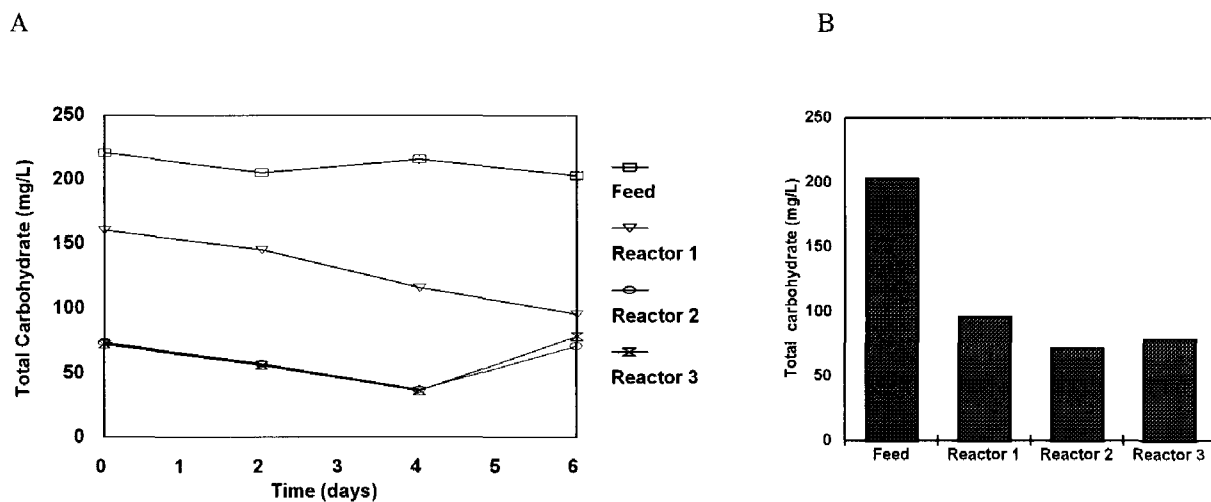 A
B
Total Carbohydrate (mg/L)
250
200
150
100
50
0
0 1 2 3 4 5 6
Time (days)
Feed
Reactor 1
Reactor 2
Reactor 3
Total carbohydrate (mg/L)
250
200
150
100
50
0
Feed Reactor 1 Reactor 2 Reactor 3